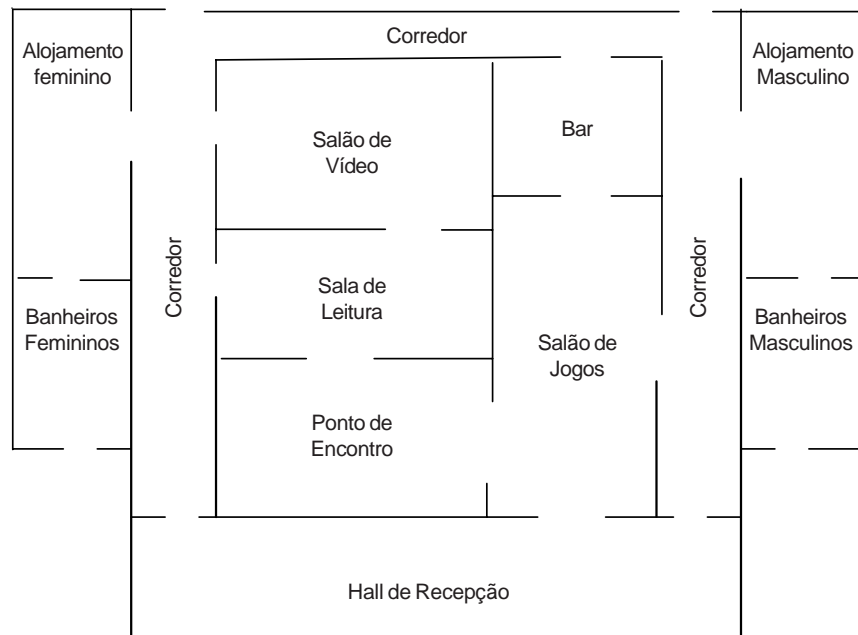 Corredor
Alojamento
feminino
Alojamento
Masculino
Salão de
Vídeo
Bar
Corredor
Corredor
Sala de
Leitura
Banheiros
Femininos
Salão de
Jogos
Banheiros
Masculinos
Ponto de
Encontro
Hall de Recepção